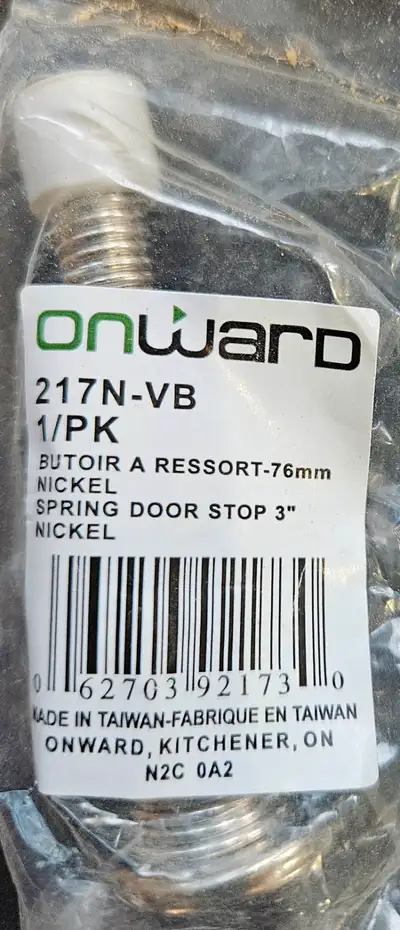 onwarD
217N-VB
1/PK
BUTOIR A RESSORT-76mm
NICKEL
SPRING DOOR STOP 3"
NICKEL
0 62703 92173 0
MADE IN TAIWAN-FABRIQUE EN TAIWAN
ONWARD, KITCHENER, ON
N2C 0A2